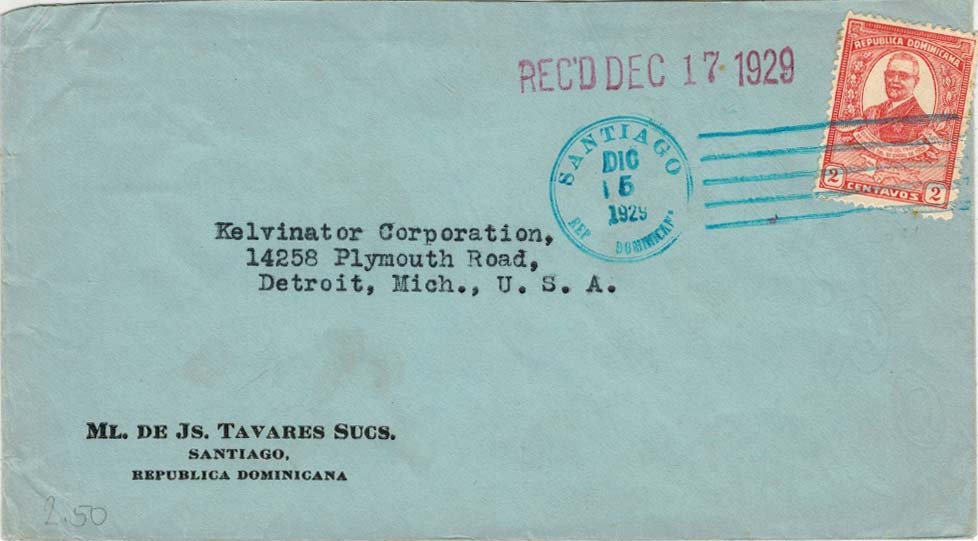 REC'D DEC 17 1929
REPUBLICA DOMINICANA
2 CENTAVOS 2
SANTIAGO
DIC
5
1929
REP DOMINICANA
Kelvinator Corporation,
14258 Plymouth Road,
Detroit, Mich., U. S. A.
ML. DE JS. TAVARES SUCS.
SANTIAGO,
REPUBLICA DOMINICANA
2.50